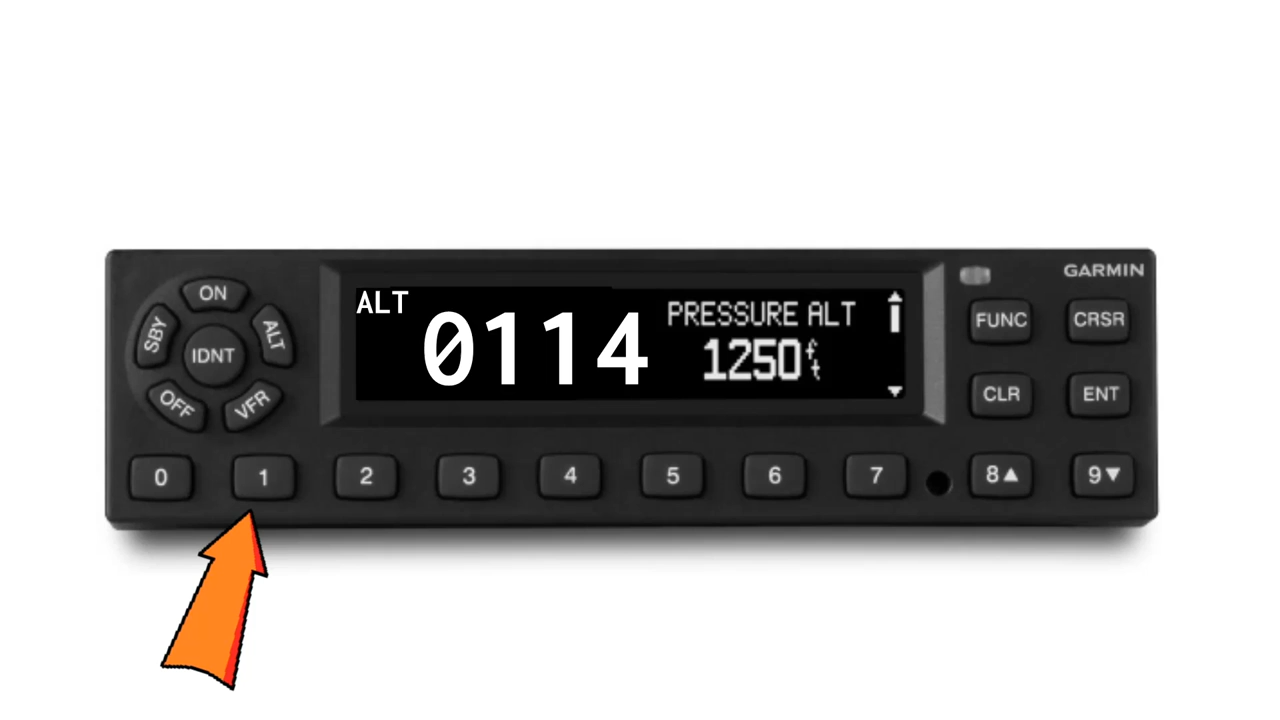 GARMIN
ON
SBY
ALT
IDNT
OFF
VFR
ALT
0114
PRESSURE ALT
1250ft
FUNC
CRSR
CLR
ENT
0 1 2 3 4 5 6 7 8▲ 9▼